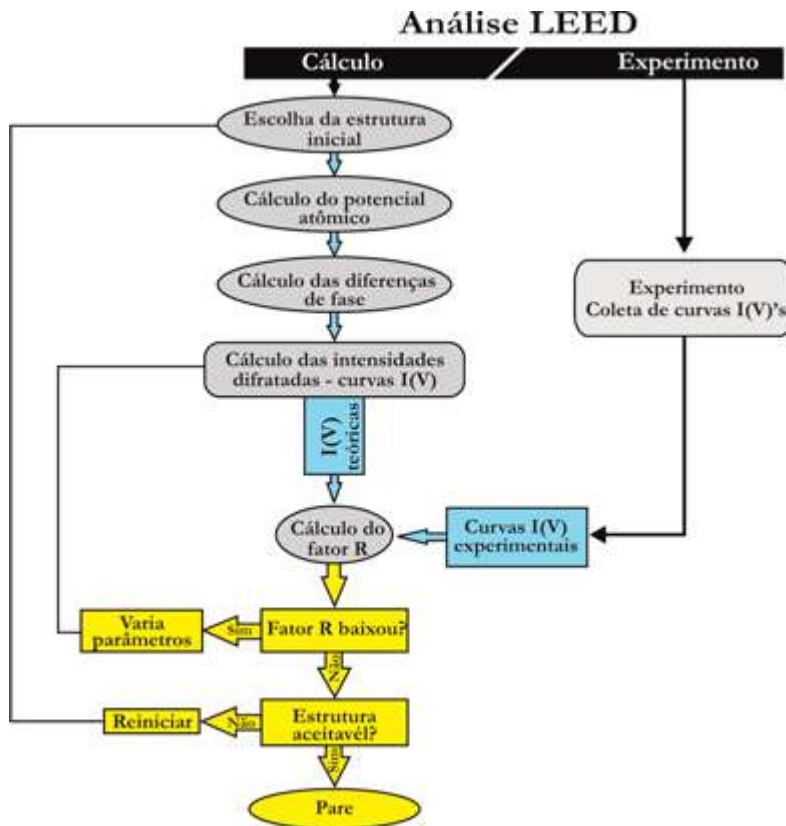 Análise LEED
Cálculo
Experimento
Escolha da estrutura
inicial
Cálculo do potencial
atômico
Cálculo das diferenças
de fase
Experimento
Coleta de curvas I(V)'s
Cálculo das intensidades
difratadas - curvas I(V)
I(V)
teóricas
Cálculo do
fator R
Curvas I(V)
experimentais
Varia
parâmetros
Sim
Fator R baixou?
Não
Reiniciar
Não
Estrutura
aceitavél?
Sim
Pare